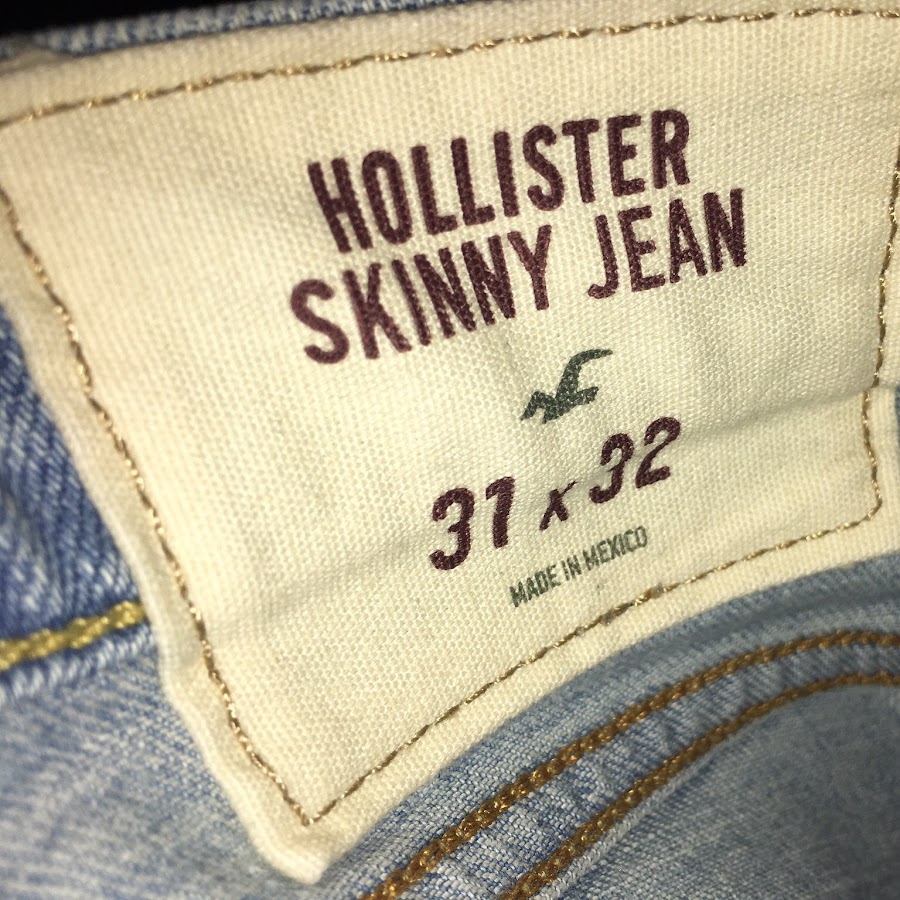 HOLLISTER
SKINNY JEAN
31 x 32
MADE IN MEXICO